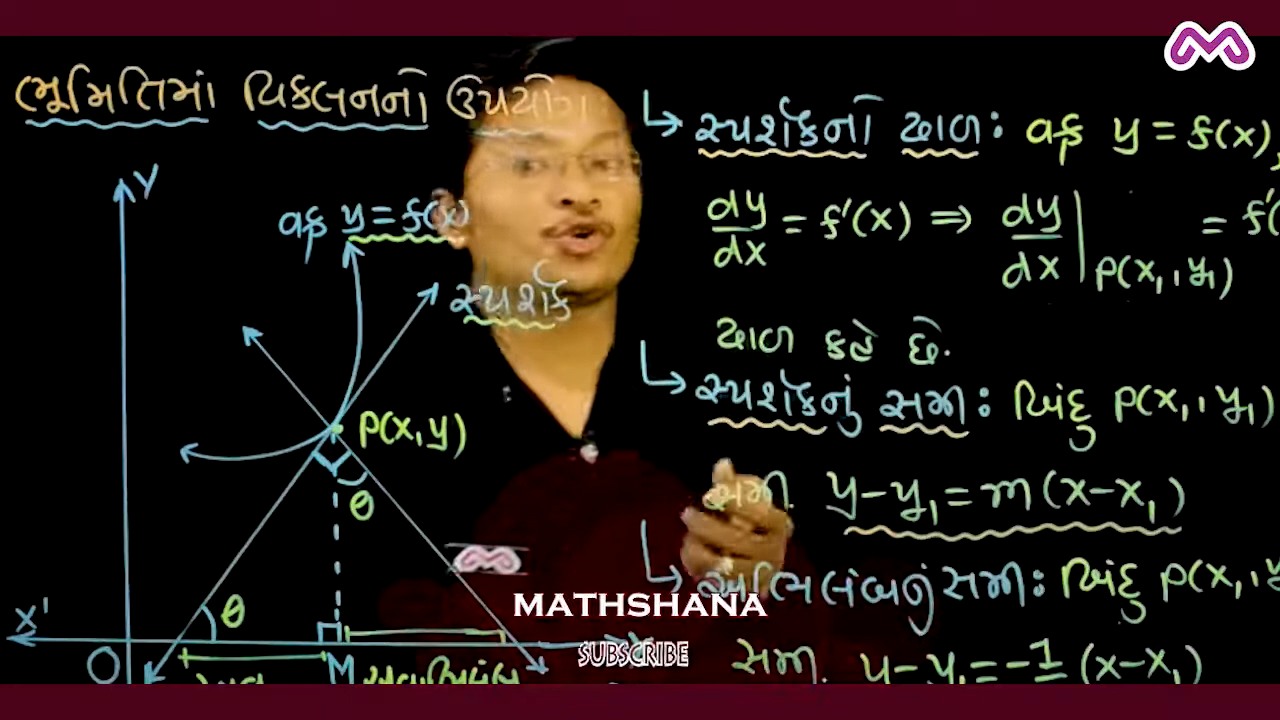 ભૂમિતિમાં વિકલનનો ઉપયોગ
Y
વક્ર y = f(x)
સ્પર્શક
P(x, y)
θ
θ
X'
O
M
સ્પર્શકનો ઢાળ: વક્ર y = f(x),
dy/dx = f'(x) ⇒ dy/dx | P(x₁, y₁) = f'(
ઢાળ કહે છે.
સ્પર્શકનું સમી: બિંદુ P(x₁, y₁)
સમી. y - y₁ = m (x - x₁)
અભિલંબનું સમી: બિંદુ P(x₁, y
સમી. y - y₁ = -1 (x - x₁)
MATHSHANA
SUBSCRIBE